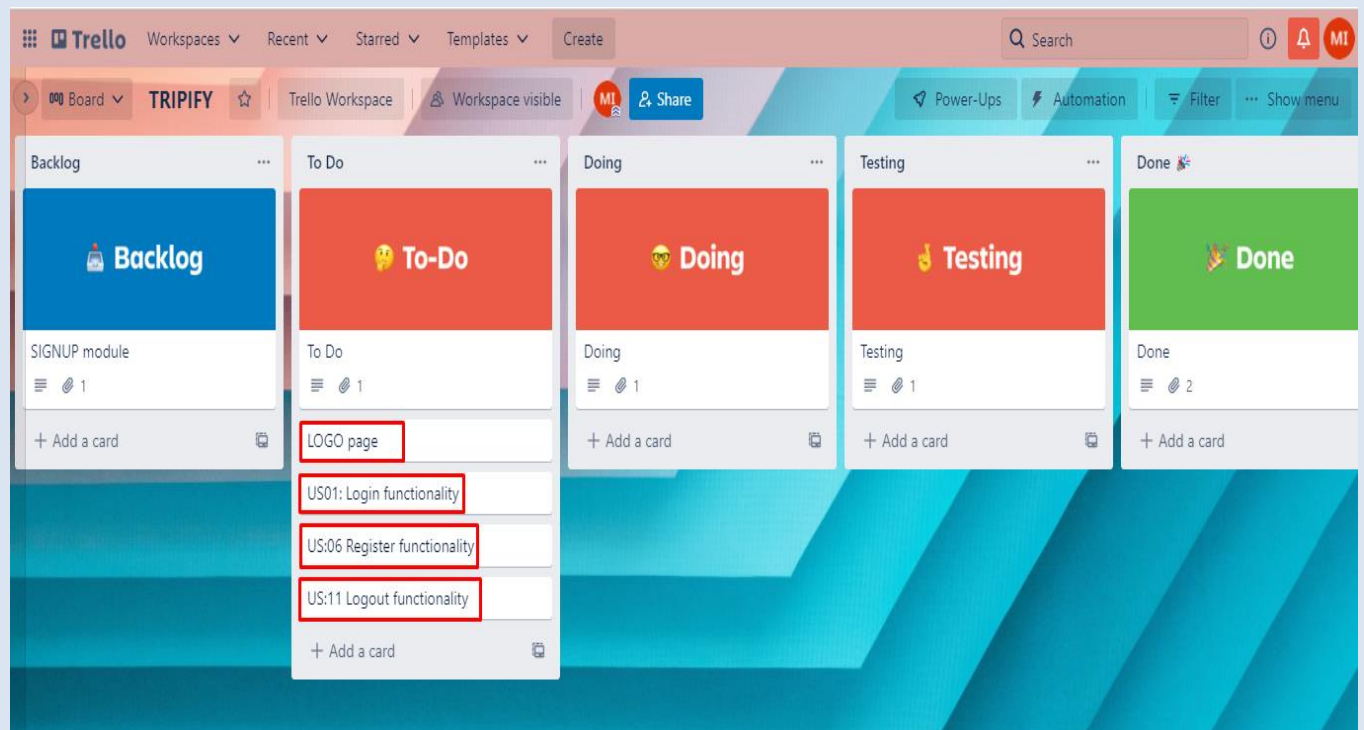 Trello Workspaces Recent Starred Templates Create Search MI
Board TRIPIFY Trello Workspace Workspace visible MI Share Power-Ups Automation Filter ... Show menu
Backlog ...
Backlog
SIGNUP module
1
+ Add a card
To Do ...
To-Do
To Do
1
LOGO page
US01: Login functionality
US:06 Register functionality
US:11 Logout functionality
+ Add a card
Doing ...
Doing
Doing
1
+ Add a card
Testing ...
Testing
Testing
1
+ Add a card
Done
Done
Done
2
+ Add a card